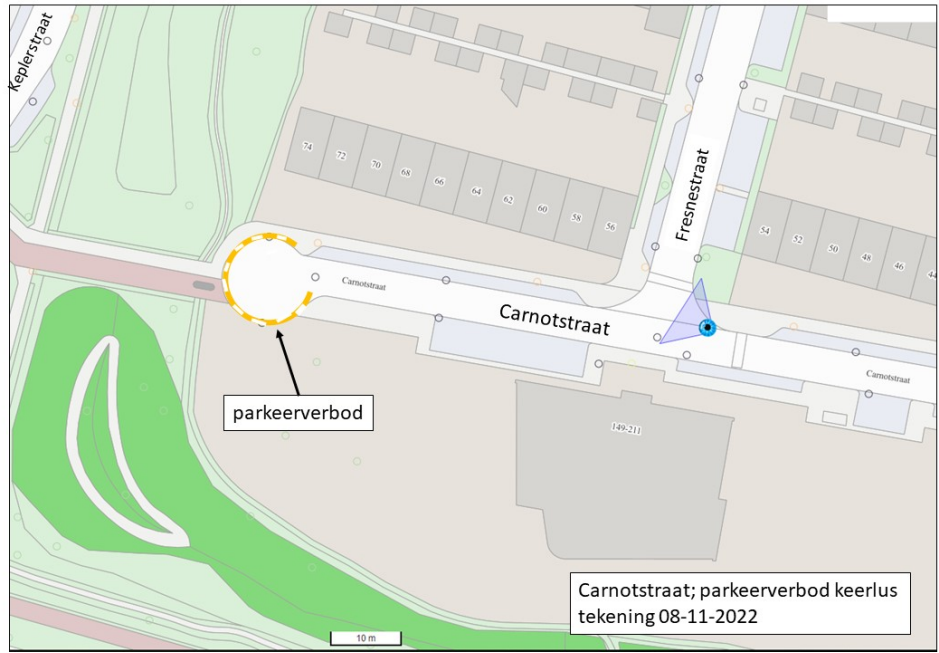 Keplerstraat
74
72
70
68
66
64
62
60
58
56
Fresnestraat
54
52
50
48
46
44
Carnotstraat
Carnotstraat
Carnotstraat
parkeerverbod
149-211
Carnotstraat; parkeerverbod keerlus
tekening 08-11-2022
10 m